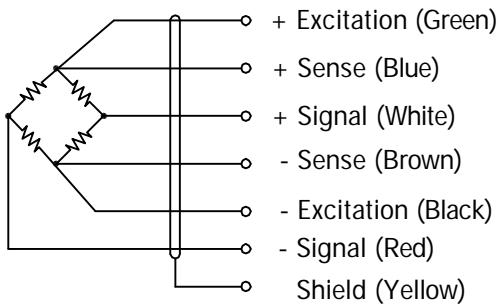 + Excitation (Green)
+ Sense (Blue)
+ Signal (White)
- Sense (Brown)
- Excitation (Black)
- Signal (Red)
Shield (Yellow)